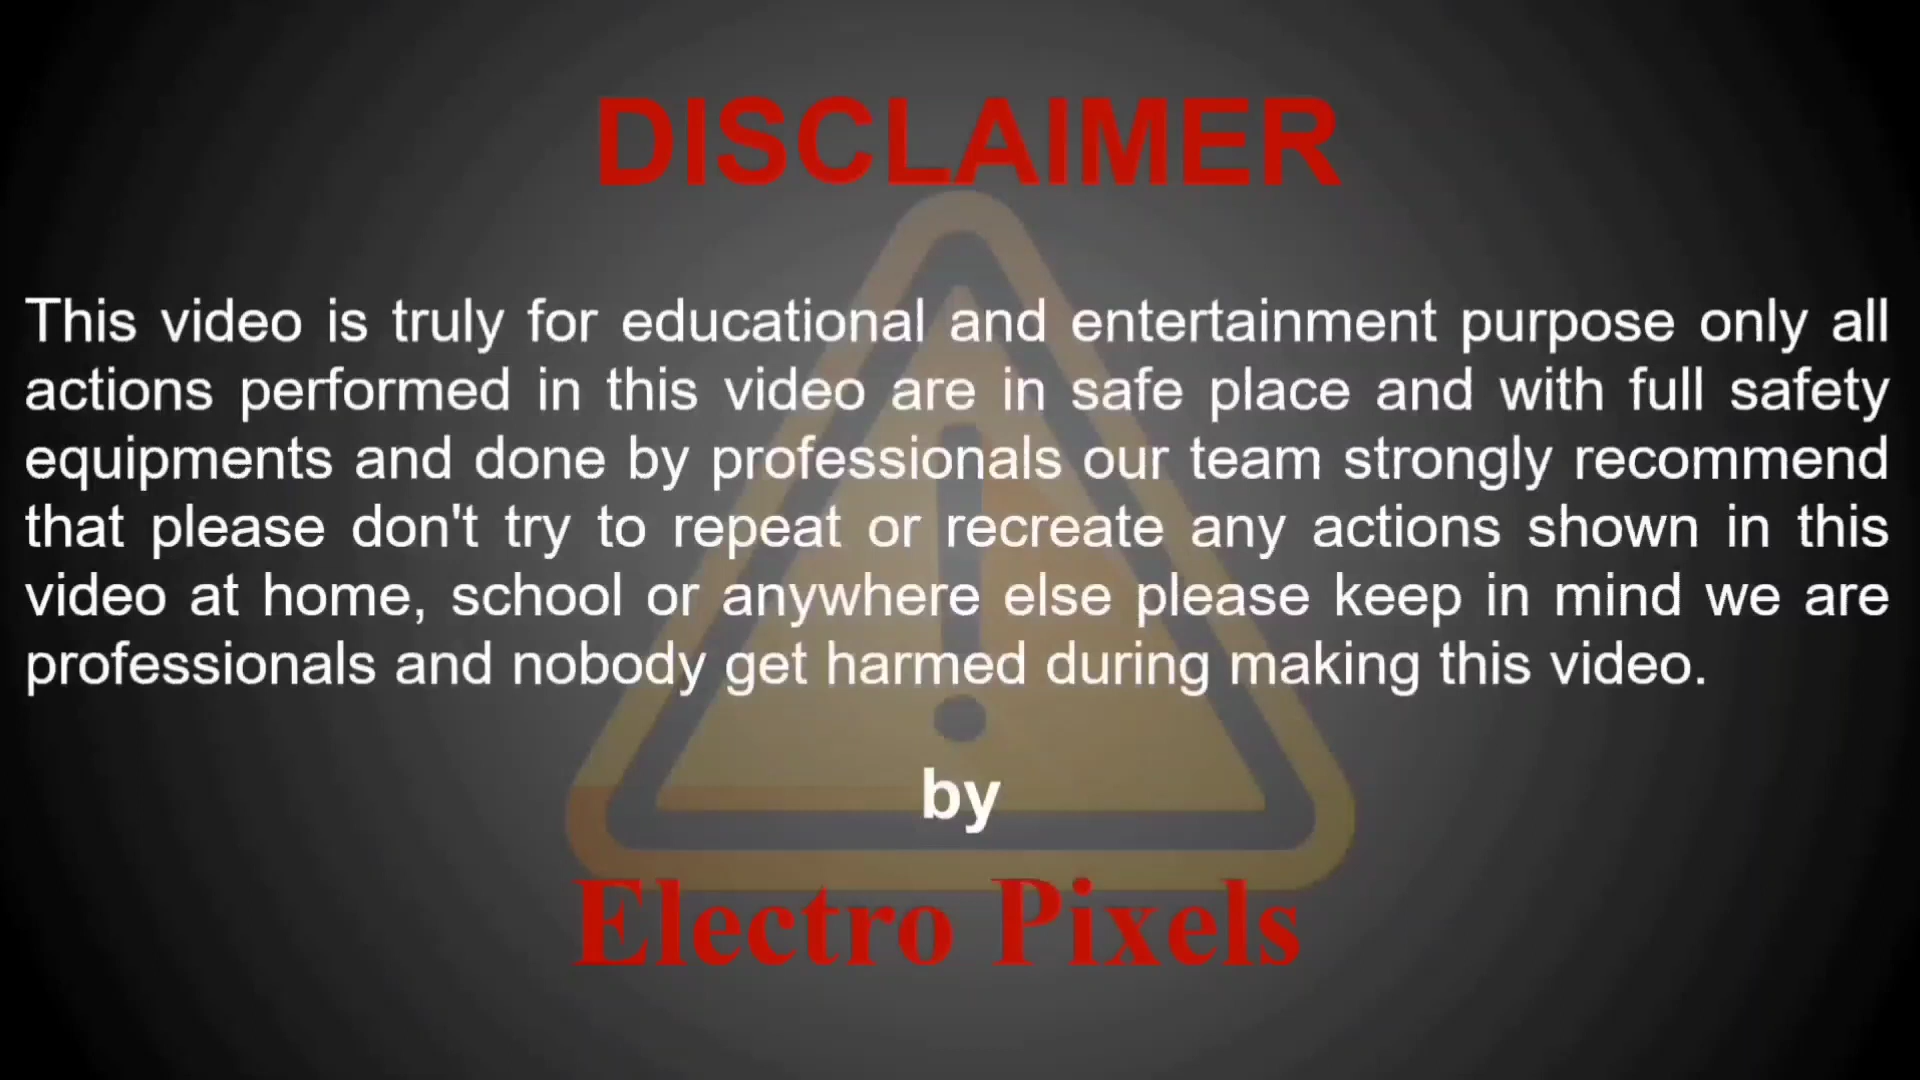 DISCLAIMER
This video is truly for educational and entertainment purpose only all
actions performed in this video are in safe place and with full safety
equipments and done by professionals our team strongly recommend
that please don't try to repeat or recreate any actions shown in this
video at home, school or anywhere else please keep in mind we are
professionals and nobody get harmed during making this video.
by
Electro Pixels